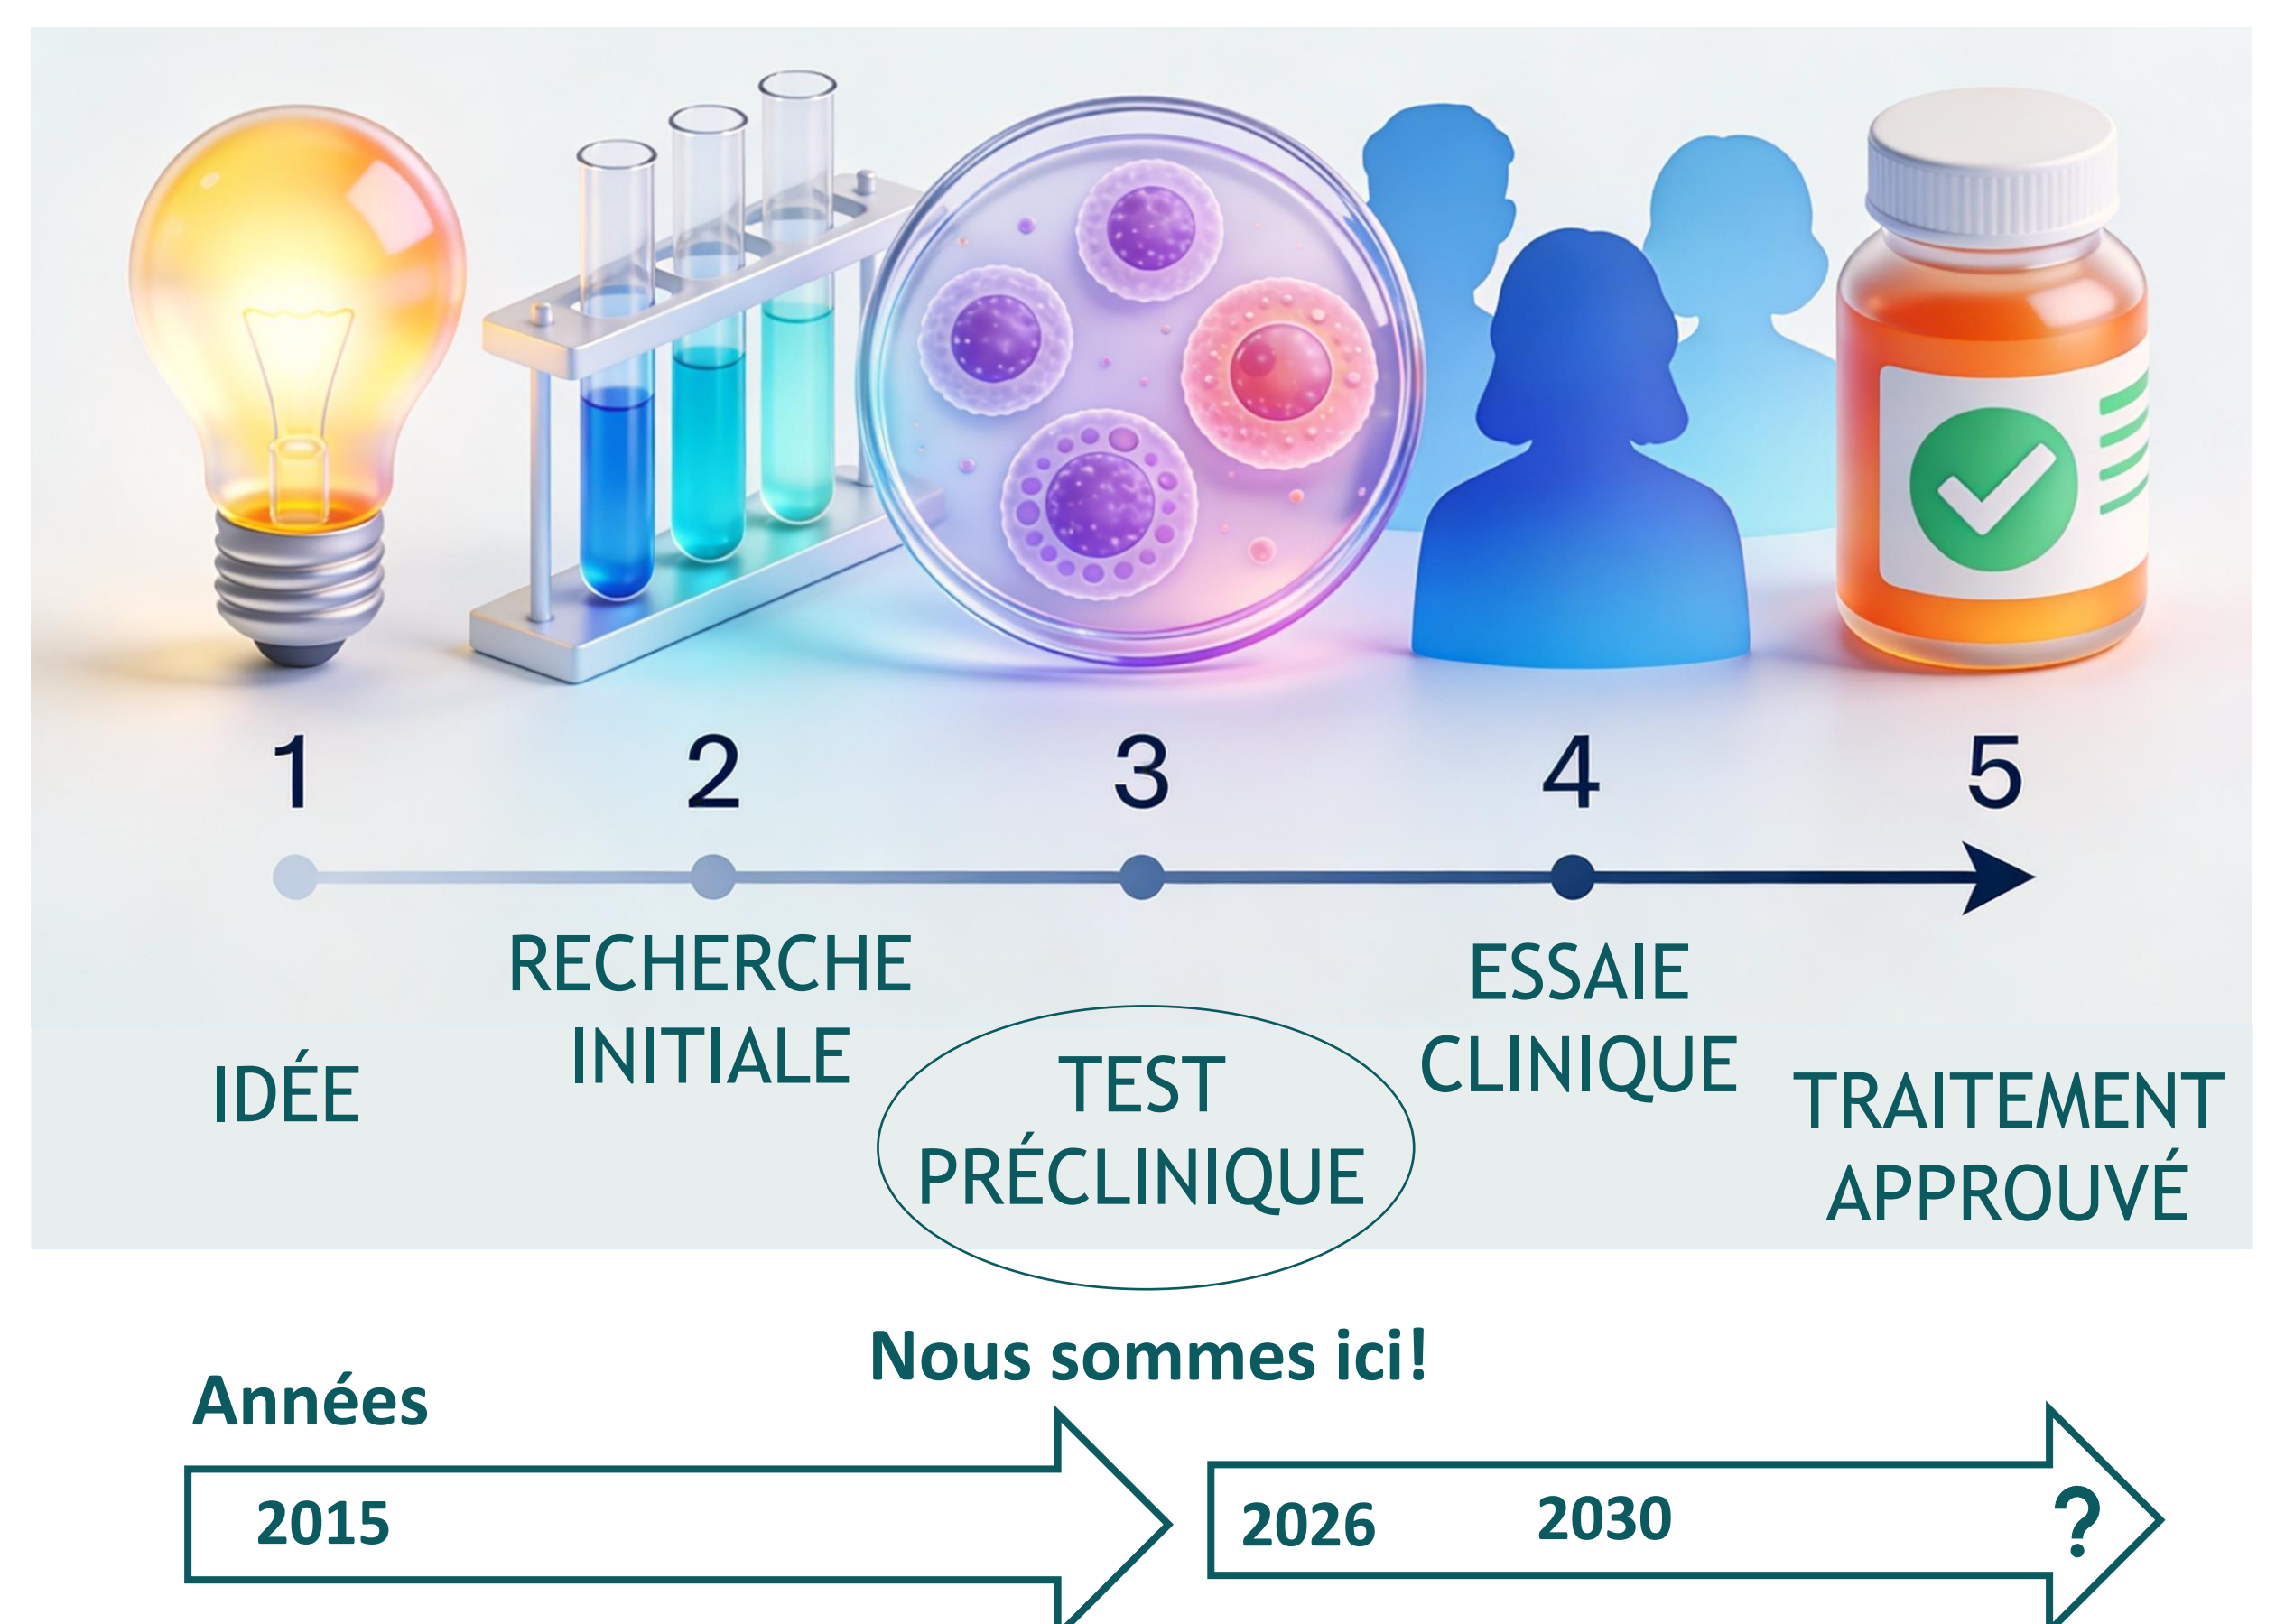 1 2 3 4 5
IDÉE
RECHERCHE
INITIALE
TEST
PRÉCLINIQUE
ESSAIE
CLINIQUE
TRAITEMENT
APPROUVÉ
Nous sommes ici!
Années
2015
2026 2030 ?